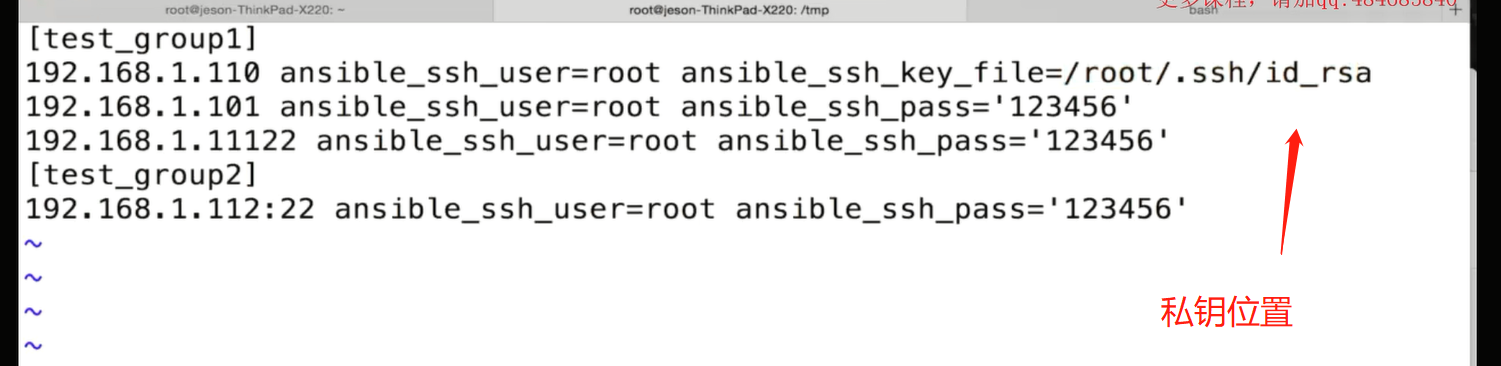 root@jeson-ThinkPad-X220: ~
root@jeson-ThinkPad-X220: /tmp
bash
+
[test_group1]
192.168.1.110 ansible_ssh_user=root ansible_ssh_key_file=/root/.ssh/id_rsa
192.168.1.101 ansible_ssh_user=root ansible_ssh_pass='123456'
192.168.1.11122 ansible_ssh_user=root ansible_ssh_pass='123456'
[test_group2]
192.168.1.112:22 ansible_ssh_user=root ansible_ssh_pass='123456'
~
~
~
~
私钥位置